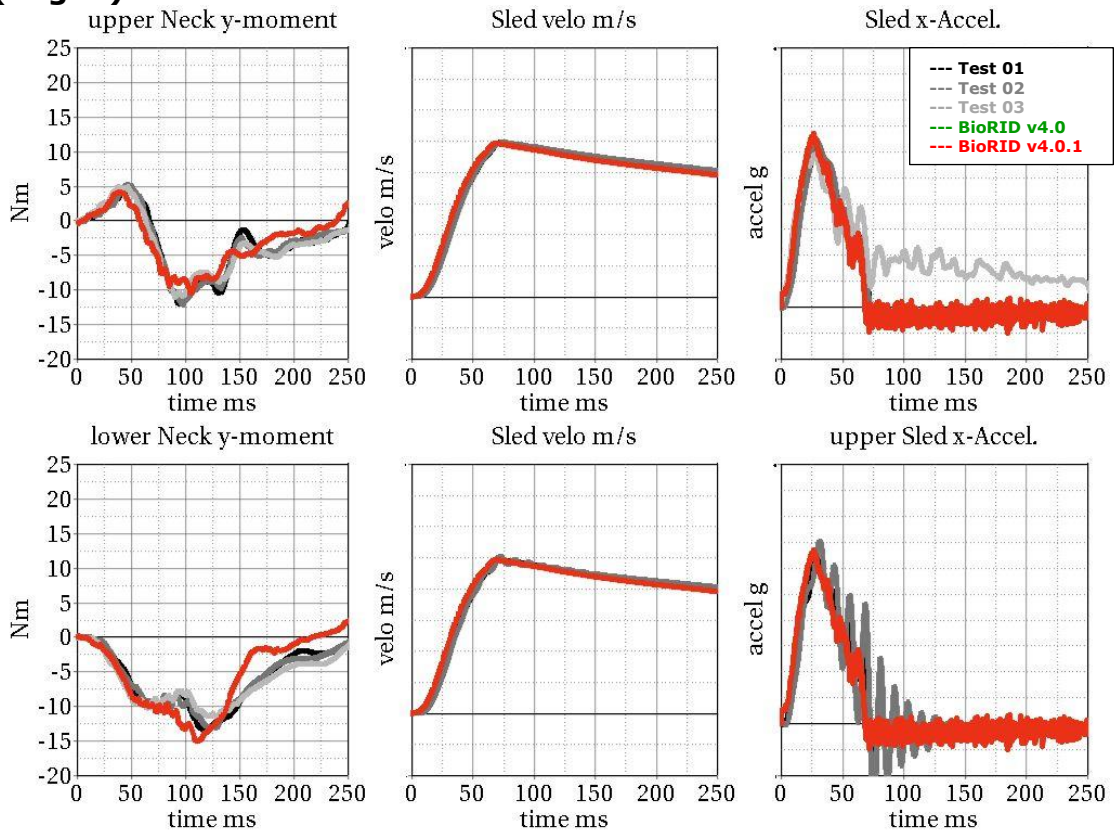 upper Neck y-moment
Sled velo m/s
Sled x-Accel.
25
20
15
10
5
0
-5
-10
-15
-20
Nm
0 50 100 150 200 250
time ms
velo m/s
0 50 100 150 200 250
time ms
accel g
--- Test 01
--- Test 02
--- Test 03
--- BioRID v4.0
--- BioRID v4.0.1
0 50 100 150 200 250
time ms
lower Neck y-moment
Sled velo m/s
upper Sled x-Accel.
25
20
15
10
5
0
-5
-10
-15
-20
Nm
0 50 100 150 200 250
time ms
velo m/s
0 50 100 150 200 250
time ms
accel g
0 50 100 150 200 250
time ms